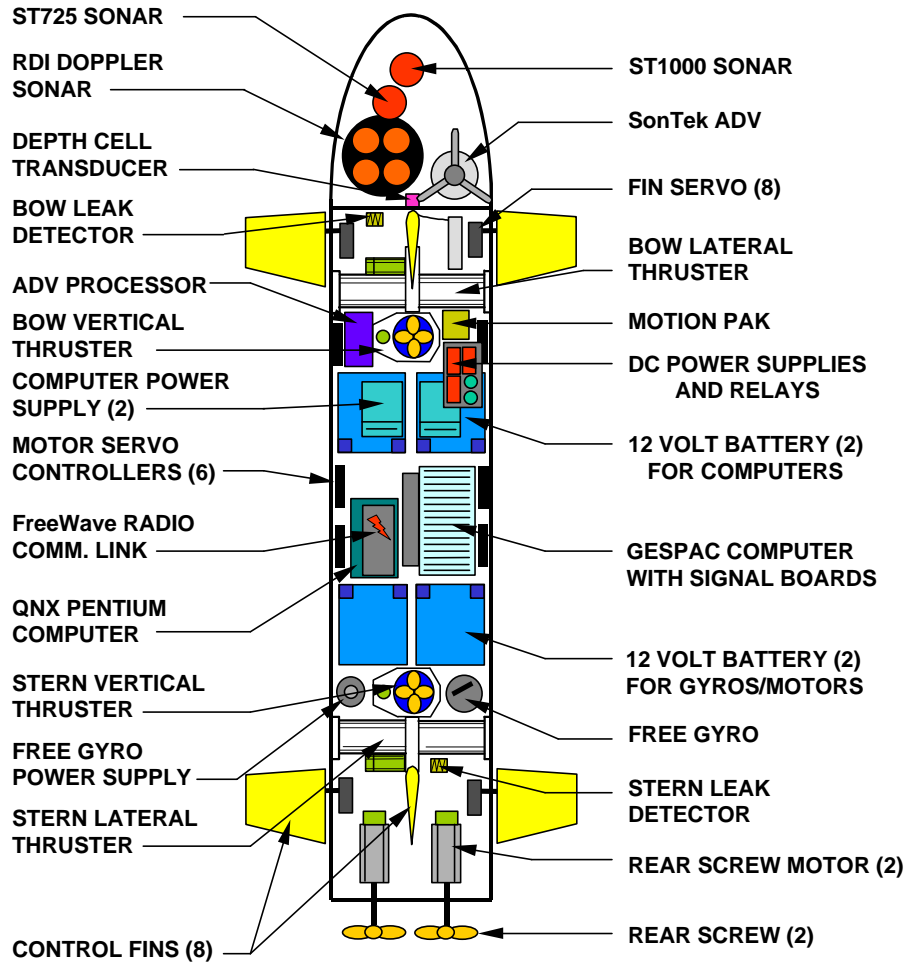 ST725 SONAR
RDI DOPPLER
SONAR
DEPTH CELL
TRANSDUCER
BOW LEAK
DETECTOR
ADV PROCESSOR
BOW VERTICAL
THRUSTER
COMPUTER POWER
SUPPLY (2)
MOTOR SERVO
CONTROLLERS (6)
FreeWave RADIO
COMM. LINK
QNX PENTIUM
COMPUTER
STERN VERTICAL
THRUSTER
FREE GYRO
POWER SUPPLY
STERN LATERAL
THRUSTER
CONTROL FINS (8)
ST1000 SONAR
SonTek ADV
FIN SERVO (8)
BOW LATERAL
THRUSTER
MOTION PAK
DC POWER SUPPLIES
AND RELAYS
12 VOLT BATTERY (2)
FOR COMPUTERS
GESPAC COMPUTER
WITH SIGNAL BOARDS
12 VOLT BATTERY (2)
FOR GYROS/MOTORS
FREE GYRO
STERN LEAK
DETECTOR
REAR SCREW MOTOR (2)
REAR SCREW (2)